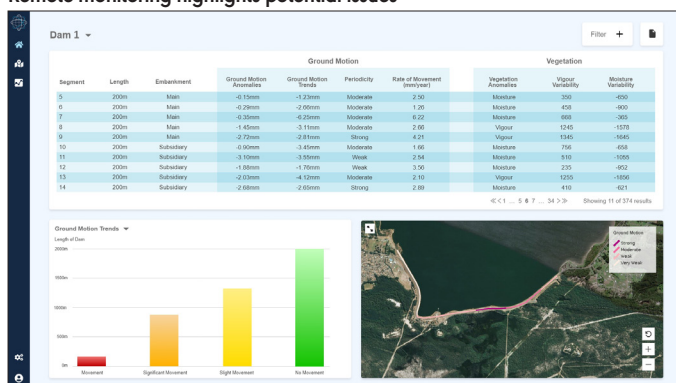 Remote monitoring highlights potential issues
Dam 1
Filter +
Ground Motion Vegetation
Segment Length Embankment Ground Motion Anomalies Ground Motion Trends Periodicity Rate of Movement (mm/year) Vegetation Anomalies Vigour Variability Moisture Variability
5 200m Main -0.15mm -1.23mm Moderate 2.50 Moisture 350 -650
6 200m Main -0.29mm -2.66mm Moderate 1.26 Moisture 458 -900
7 200m Main -0.35mm -6.25mm Moderate 6.22 Moisture 668 -365
8 200m Main -1.45mm -3.11mm Moderate 2.66 Vigour 1245 -1578
9 200m Main -2.72mm -2.81mm Strong 4.21 Vigour 1345 -1845
10 200m Subsidiary -0.90mm -3.45mm Moderate 1.66 Moisture 756 -658
11 200m Subsidiary -3.10mm -3.55mm Weak 2.54 Moisture 510 -1055
12 200m Subsidiary -1.88mm -1.76mm Weak 3.56 Moisture 235 -952
13 200m Subsidiary -2.03mm -4.12mm Moderate 2.10 Vigour 1255 -1856
14 200m Subsidiary -2.68mm -2.65mm Strong 2.89 Moisture 410 -621
≪ < 1 ... 5 6 7 ... 34 > ≫ Showing 11 of 374 results
Ground Motion Trends
Length of Dam
2000m
1500m
1000m
500m
0m
Movement Significant Movement Slight Movement No Movement
Ground Motion
Strong
Moderate
Weak
Very Weak
+
−